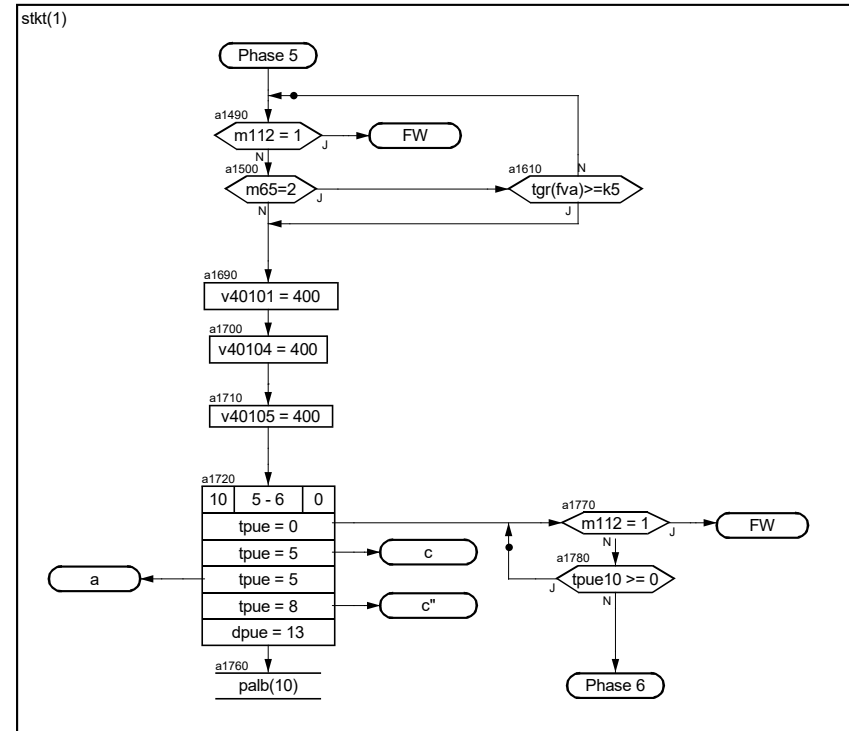 stkt(1)
Phase 5
a1490
m112 = 1
J
N
FW
a1500
m65=2
J
N
a1610
tgr(fva)>=k5
N
J
a1690
v40101 = 400
a1700
v40104 = 400
a1710
v40105 = 400
a1720
10 5 - 6 0
tpue = 0
tpue = 5
c
tpue = 5
a
tpue = 8
c"
dpue = 13
a1760
palb(10)
a1770
m112 = 1
J
N
FW
a1780
tpue10 >= 0
J
N
Phase 6